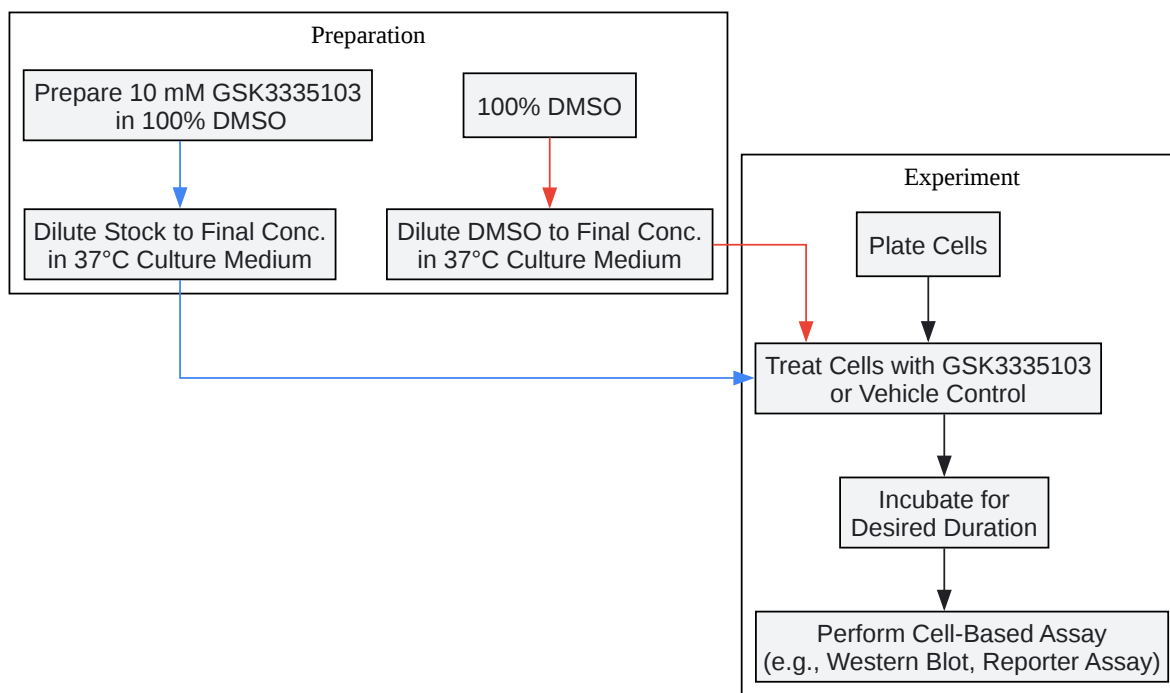 Preparation
Prepare 10 mM GSK3335103
in 100% DMSO
100% DMSO
Dilute Stock to Final Conc.
in 37°C Culture Medium
Dilute DMSO to Final Conc.
in 37°C Culture Medium
Experiment
Plate Cells
Treat Cells with GSK3335103
or Vehicle Control
Incubate for
Desired Duration
Perform Cell-Based Assay
(e.g., Western Blot, Reporter Assay)